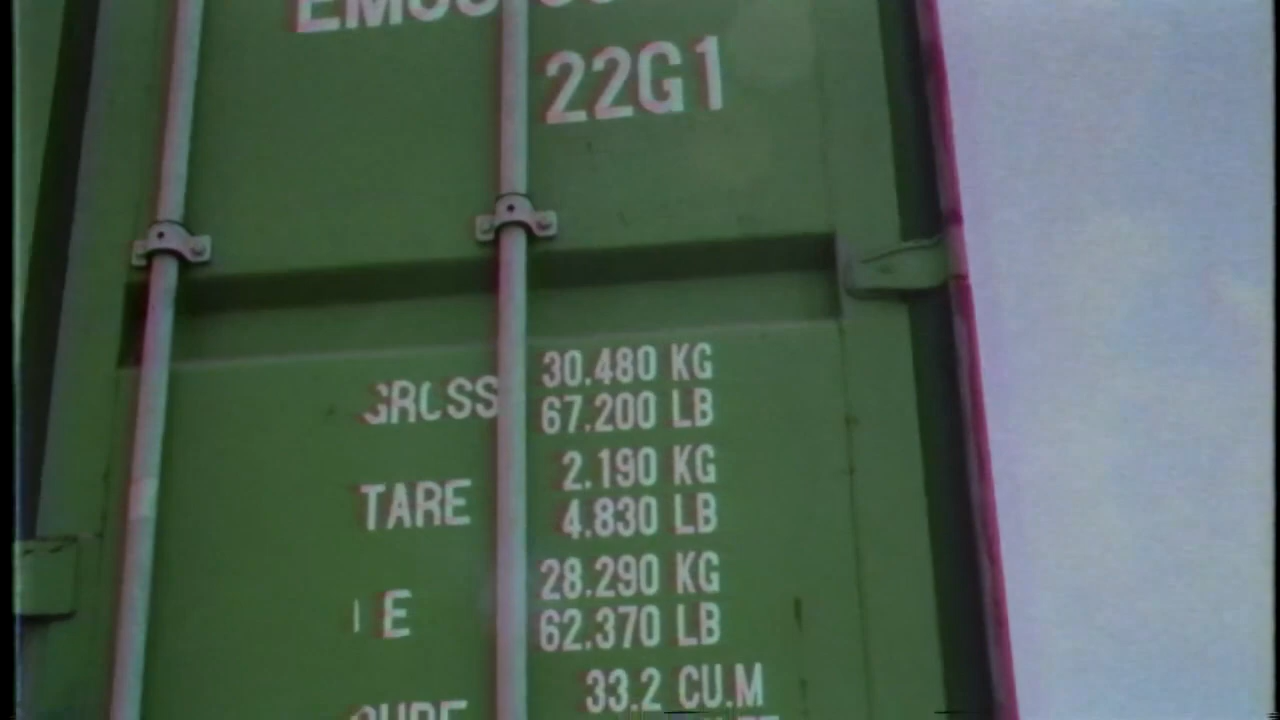 22G1
GROSS 30.480 KG
67.200 LB
TARE 2.190 KG
4.830 LB
28.290 KG
62.370 LB
33.2 CU.M